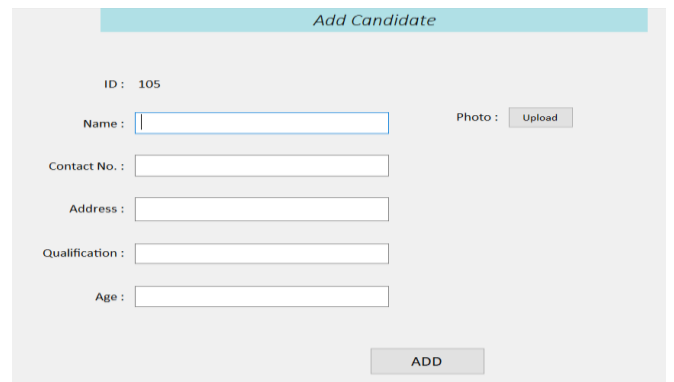 Add Candidate
ID : 105
Name :
Photo : Upload
Contact No. :
Address :
Qualification :
Age :
ADD